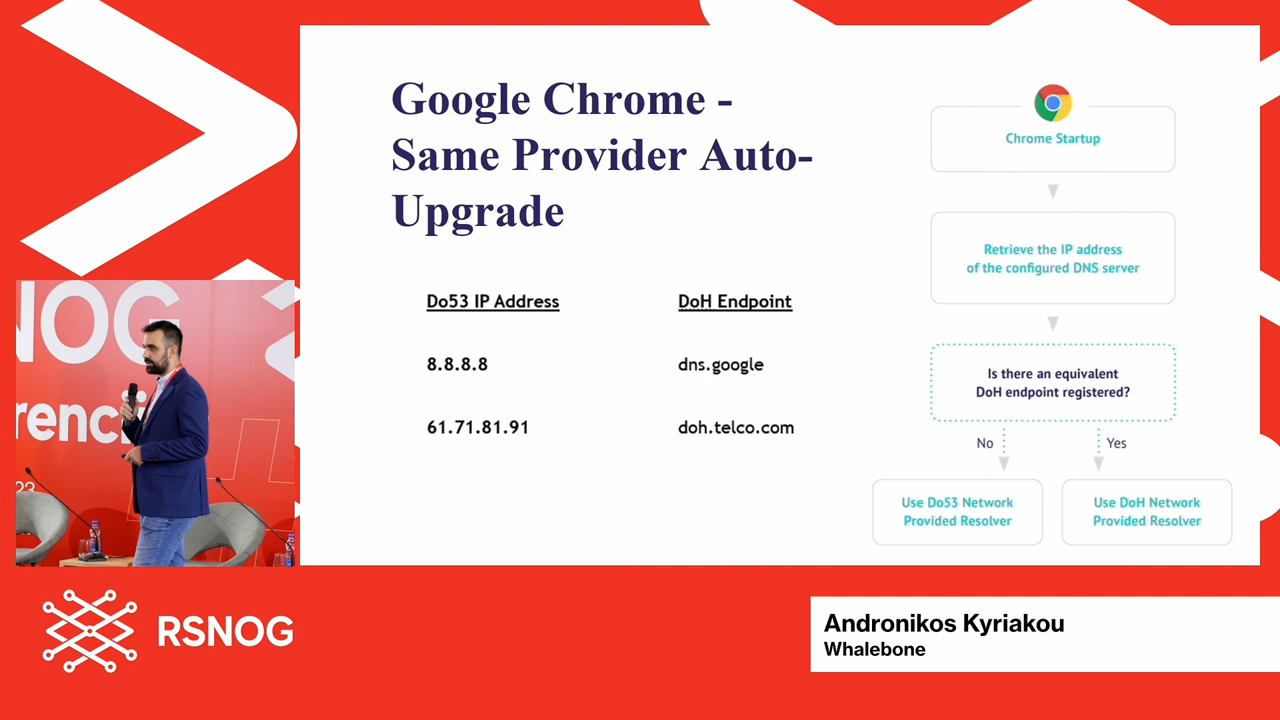 Google Chrome -
Same Provider Auto-
Upgrade
Do53 IP Address
DoH Endpoint
8.8.8.8
dns.google
61.71.81.91
doh.telco.com
Chrome Startup
Retrieve the IP address
of the configured DNS server
Is there an equivalent
DoH endpoint registered?
No
Yes
Use Do53 Network
Provided Resolver
Use DoH Network
Provided Resolver
NOG
renci
23
RSNOG
Andronikos Kyriakou
Whalebone